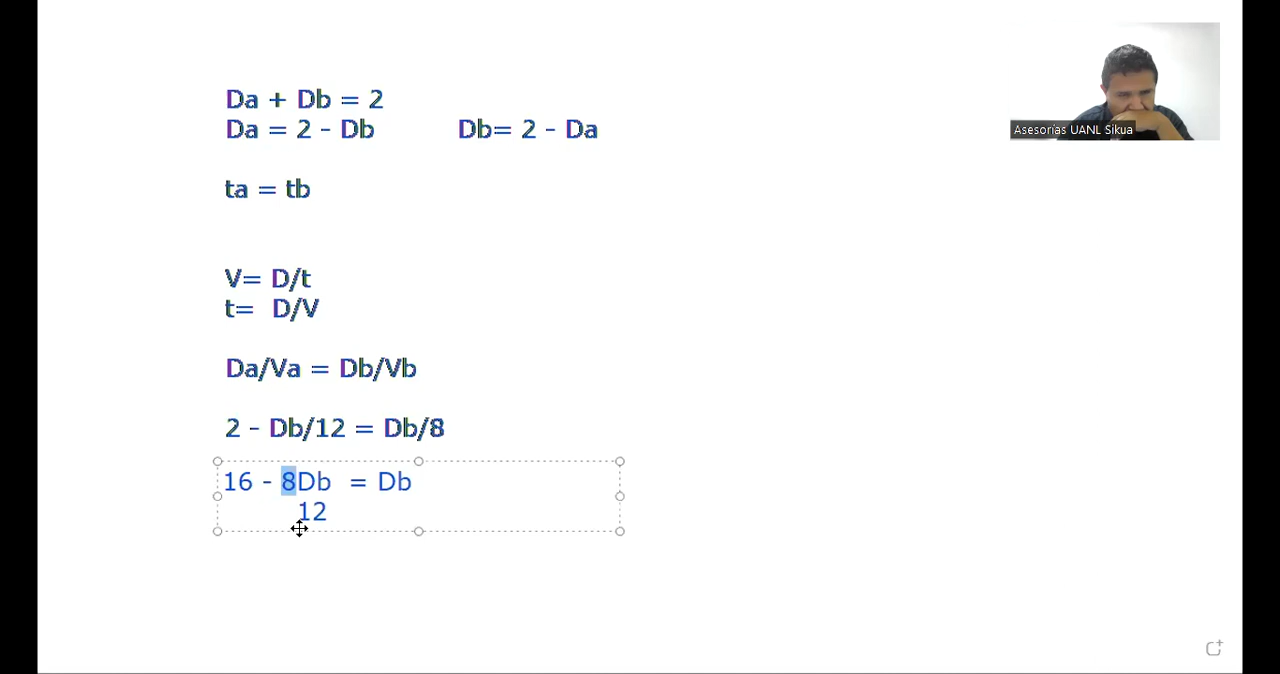 Da + Db = 2
Da = 2 - Db Db= 2 - Da
ta = tb
V= D/t
t= D/V
Da/Va = Db/Vb
2 - Db/12 = Db/8
16 - 8Db = Db
12
Asesorías UANL Sikua